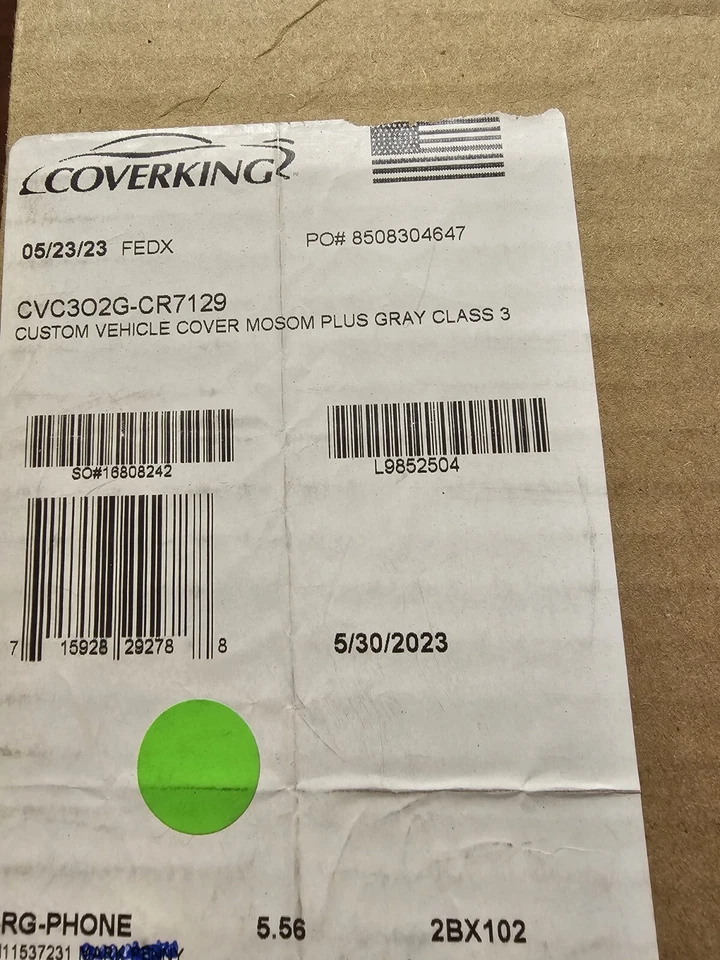 COVERKING
05/23/23 FEDX
PO# 8508304647
CVC3O2G-CR7129
CUSTOM VEHICLE COVER MOSOM PLUS GRAY CLASS 3
SO#16808242
L9852504
7 15928 29278 8
5/30/2023
RG-PHONE 5.56 2BX102
11537231